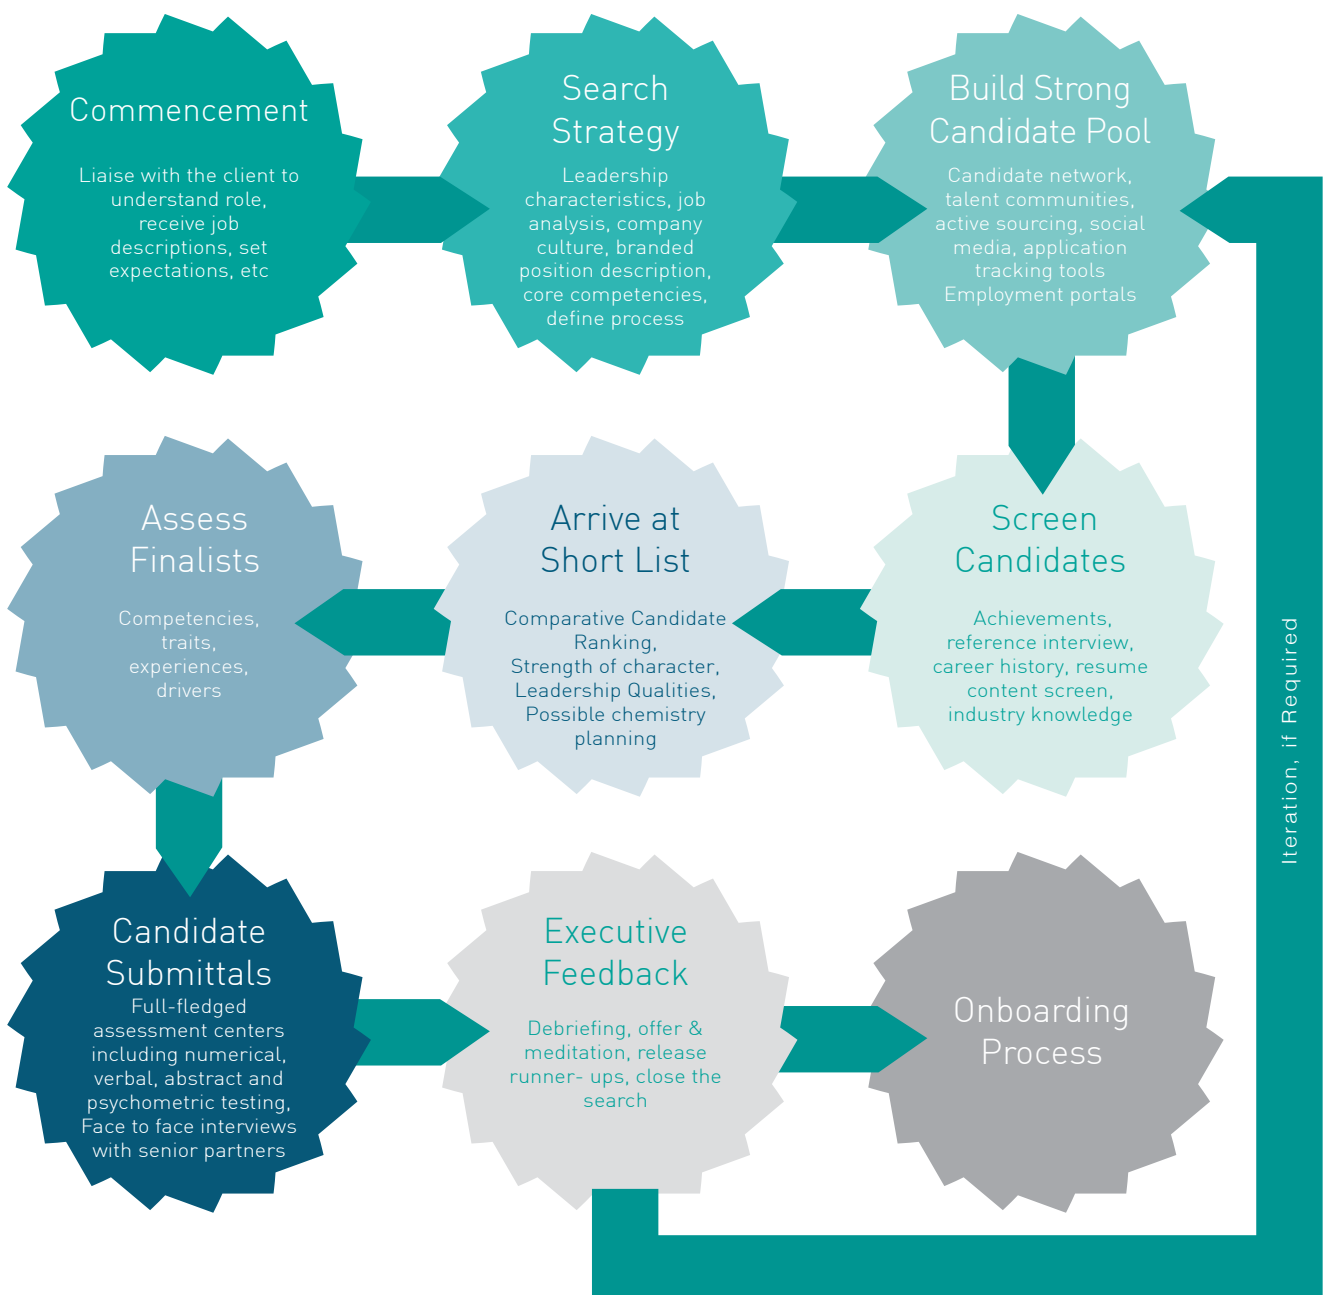 Commencement
Liaise with the client to
understand role,
receive job
descriptions, set
expectations, etc
Search
Strategy
Leadership
characteristics, job
analysis, company
culture, branded
position description,
core competencies,
define process
Build Strong
Candidate Pool
Candidate network,
talent communities,
active sourcing, social
media, application
tracking tools
Employment portals
Screen
Candidates
Achievements,
reference interview,
career history, resume
content screen,
industry knowledge
Arrive at
Short List
Comparative Candidate
Ranking,
Strength of character,
Leadership Qualities,
Possible chemistry
planning
Assess
Finalists
Competencies,
traits,
experiences,
drivers
Candidate
Submittals
Full-fledged
assessment centers
including numerical,
verbal, abstract and
psychometric testing,
Face to face interviews
with senior partners
Executive
Feedback
Debriefing, offer &
meditation, release
runner- ups, close the
search
Onboarding
Process
Iteration, if Required